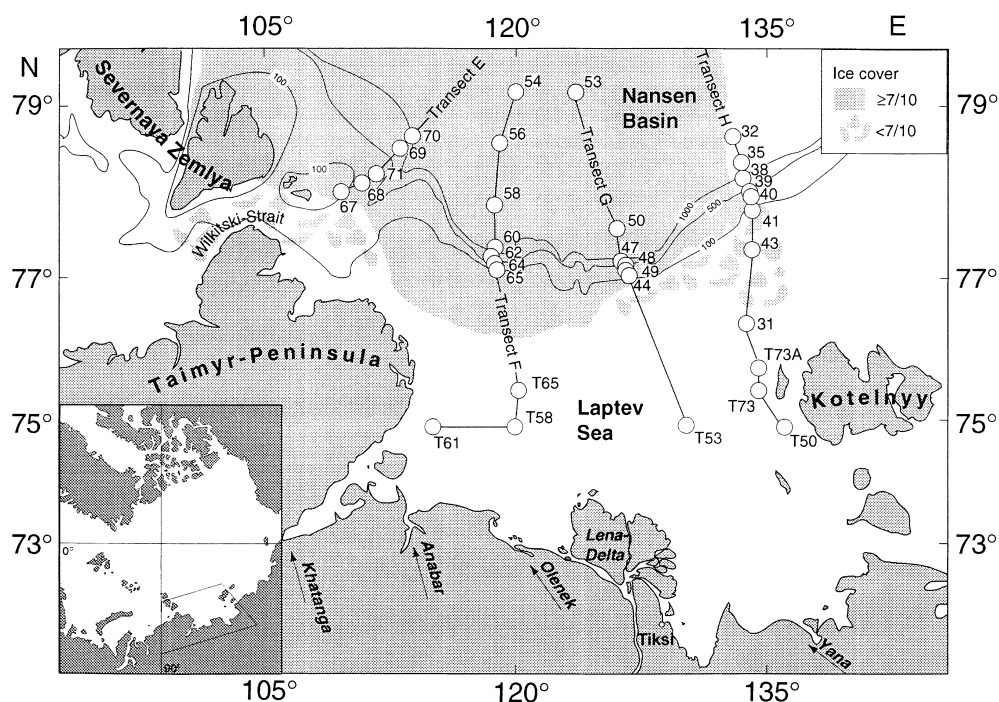 105° 120° 135° E
N
79° 79°
77° 77°
75° 75°
73° 73°
105° 120° 135°
Ice cover
≥7/10
<7/10
Severnaya Zemlya
Wilkitski-Strait
Taimyr-Peninsula
Nansen
Basin
Laptev
Sea
Kotelnyy
Lena-
Delta
Tiksi
Khatanga
Anabar
Olenek
Yana
Transect E
Transect F
Transect G
Transect H
100
100
1000
500
100
70
69
71
68
67
54
56
58
60
62
64
65
T65
T58
T61
53
50
47
48
49
44
T53
32
35
38
39
40
41
43
31
T73A
T73
T50
0°
90°